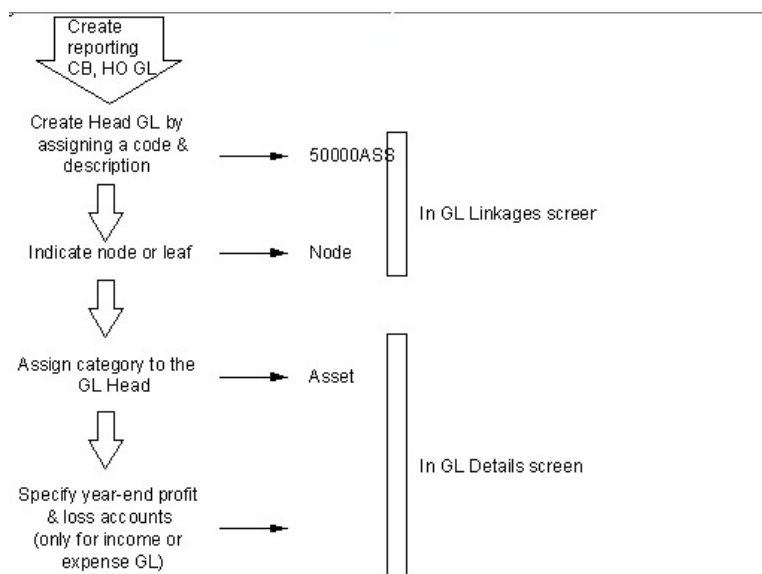 Create
reporting
CB, HO GL
Create Head GL by
assigning a code &
description
50000ASS
In GL Linkages screer
Indicate node or leaf
Node
Assign category to the
GL Head
Asset
In GL Details screen
Specify year-end profit
& loss accounts
(only for income or
expense GL)